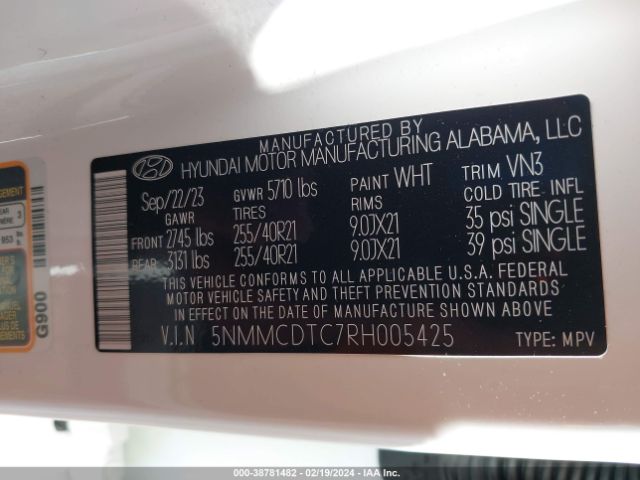 MANUFACTURED BY
HYUNDAI MOTOR MANUFACTURING ALABAMA, LLC
Sep/22/23 GVWR 5710 lbs PAINT WHT TRIM VN3
GAWR TIRES RIMS COLD TIRE INFL
FRONT 2745 lbs 255/40R21 9.0JX21 35 psi SINGLE
REAR 3131 lbs 255/40R21 9.0JX21 39 psi SINGLE
THIS VEHICLE CONFORMS TO ALL APPLICABLE U.S.A. FEDERAL
MOTOR VEHICLE SAFETY AND THEFT PREVENTION STANDARDS
IN EFFECT ON THE DATE OF MANUFACTURE SHOWN ABOVE.
V.I.N 5NMMCDTC7RH005425 TYPE: MPV
G900
000-38781482 - 02/19/2024 - IAA Inc.